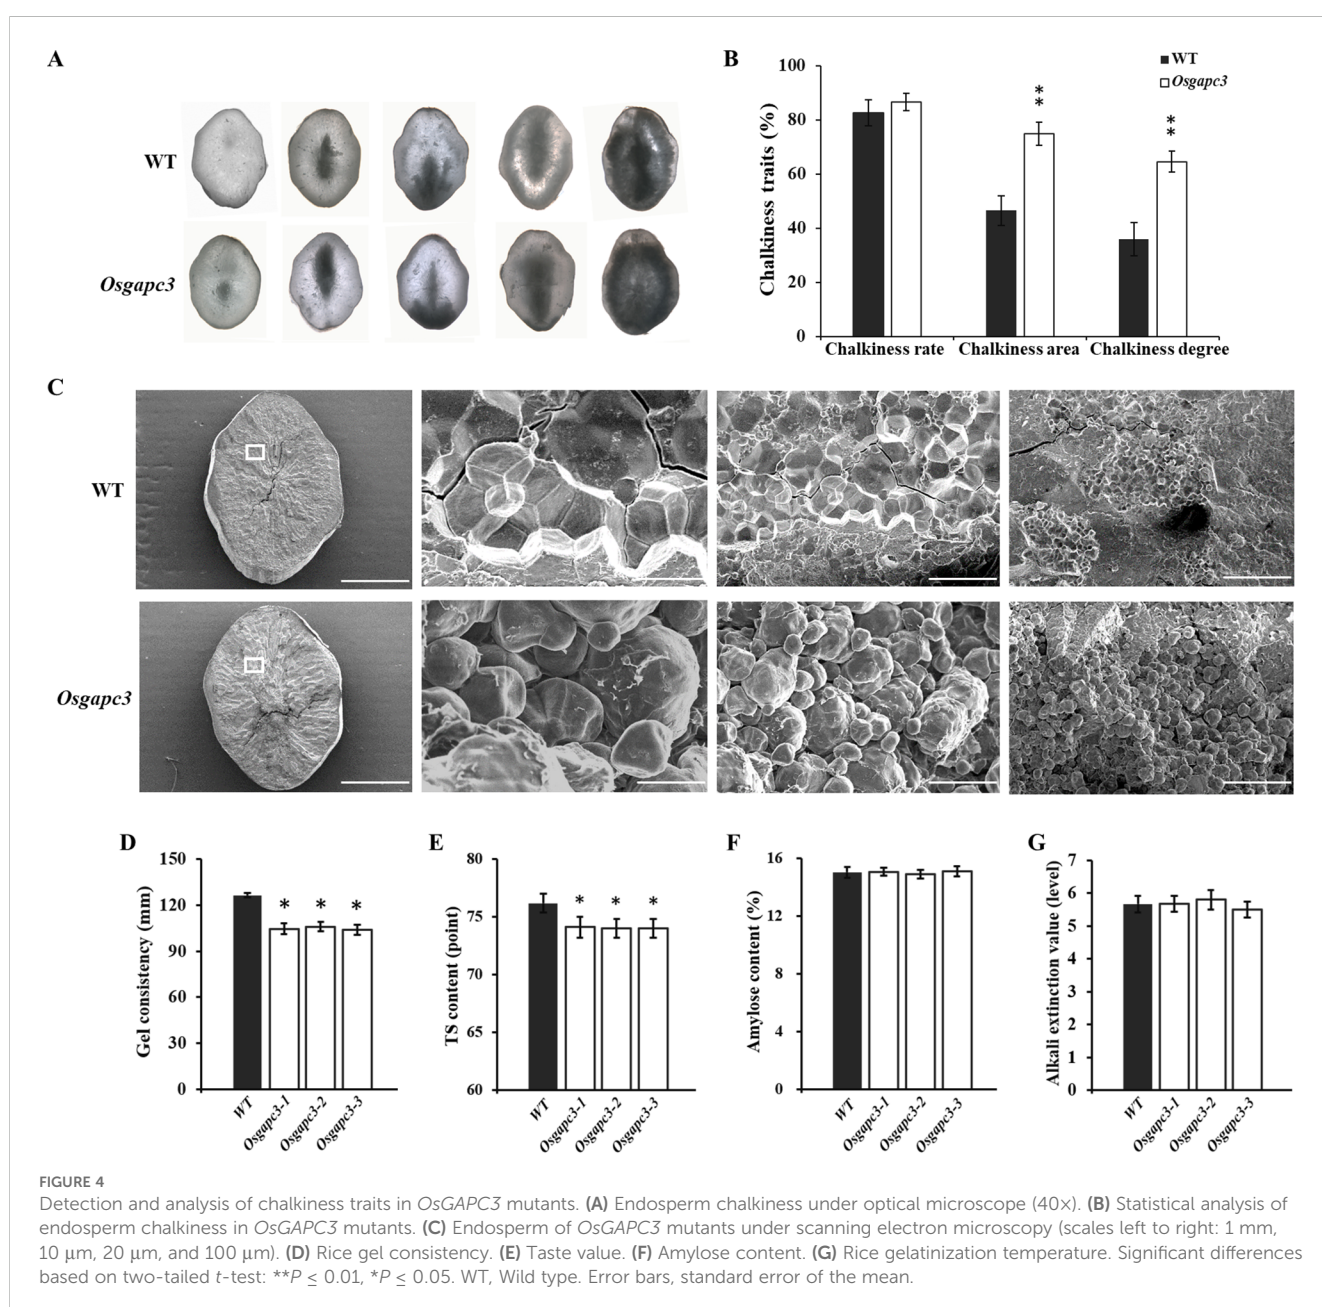 A
WT
Osgapc3
B
WT
Osgapc3
100
80
60
40
20
0
Chalkiness traits (%)
**
**
Chalkiness rate
Chalkiness area
Chalkiness degree
C
WT
Osgapc3
D
150
120
90
60
30
0
Gel consistency (mm)
* * *
WT
Osgapc3-1
Osgapc3-2
Osgapc3-3
E
80
75
70
65
60
TS content (point)
* * *
WT
Osgapc3-1
Osgapc3-2
Osgapc3-3
F
16
12
8
4
0
Amylose content (%)
WT
Osgapc3-1
Osgapc3-2
Osgapc3-3
G
7
6
5
4
3
2
1
0
Alkali extinction value (level)
WT
Osgapc3-1
Osgapc3-2
Osgapc3-3
FIGURE 4
Detection and analysis of chalkiness traits in OsGAPC3 mutants. (A) Endosperm chalkiness under optical microscope (40×). (B) Statistical analysis of
endosperm chalkiness in OsGAPC3 mutants. (C) Endosperm of OsGAPC3 mutants under scanning electron microscopy (scales left to right: 1 mm,
10 μm, 20 μm, and 100 μm). (D) Rice gel consistency. (E) Taste value. (F) Amylose content. (G) Rice gelatinization temperature. Significant differences
based on two-tailed t-test: **P ≤ 0.01, *P ≤ 0.05. WT, Wild type. Error bars, standard error of the mean.